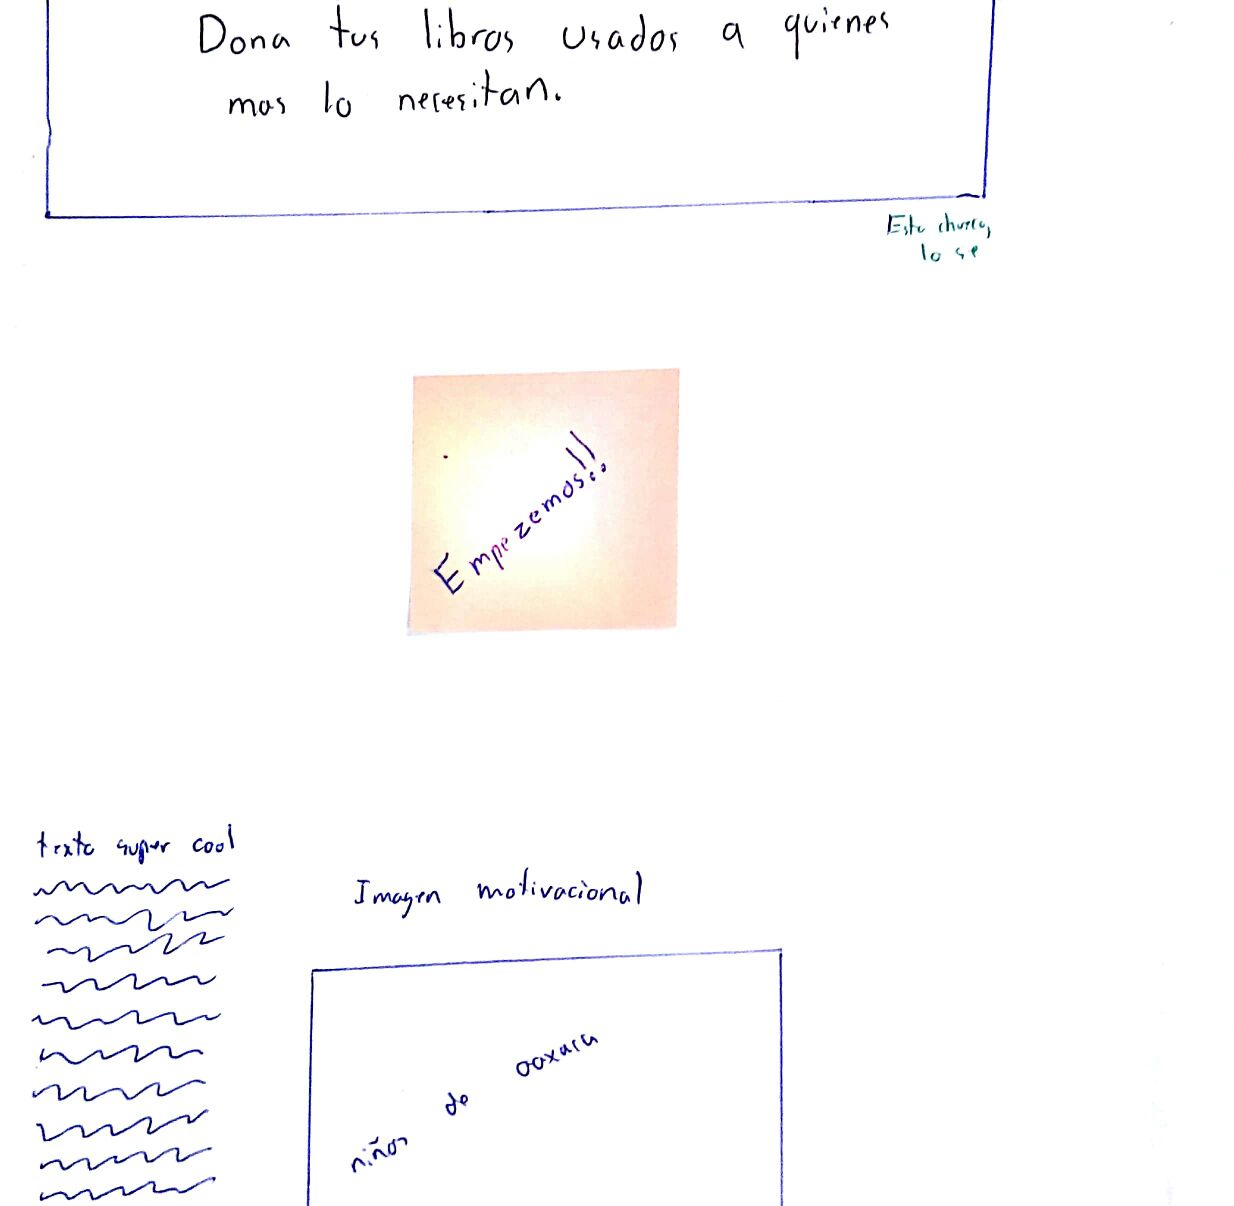 Dona tus libros usados a quienes
mas lo necesitan.
Esta chueco,
lo se
Empezemos!!
texto super cool
Imagen motivacional
niños de oaxaca